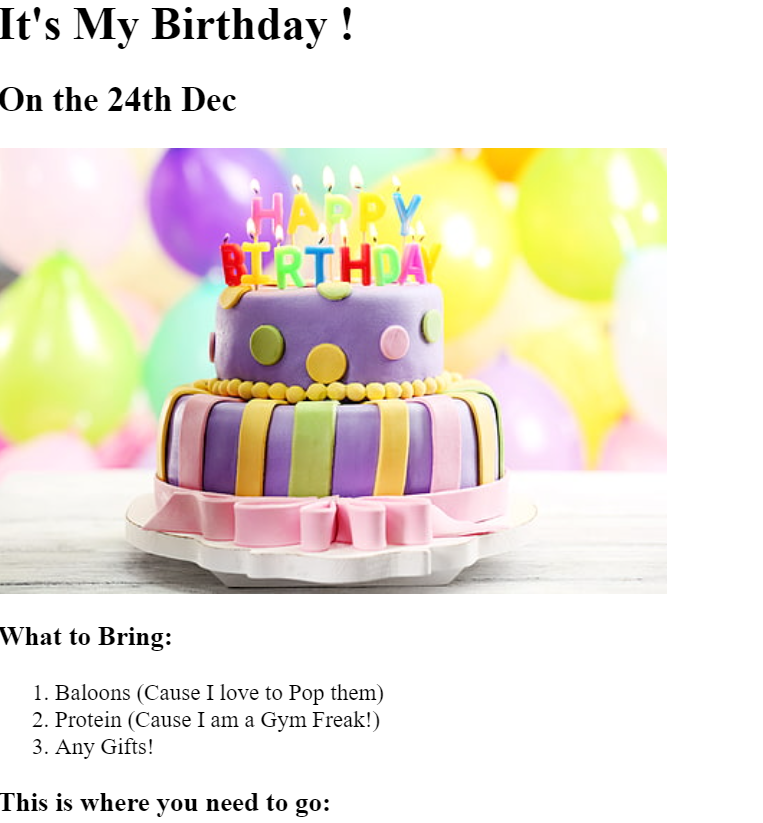 It's My Birthday !
On the 24th Dec
HAPPY
BIRTHDAY
What to Bring:
1. Baloons (Cause I love to Pop them)
2. Protein (Cause I am a Gym Freak!)
3. Any Gifts!
This is where you need to go: